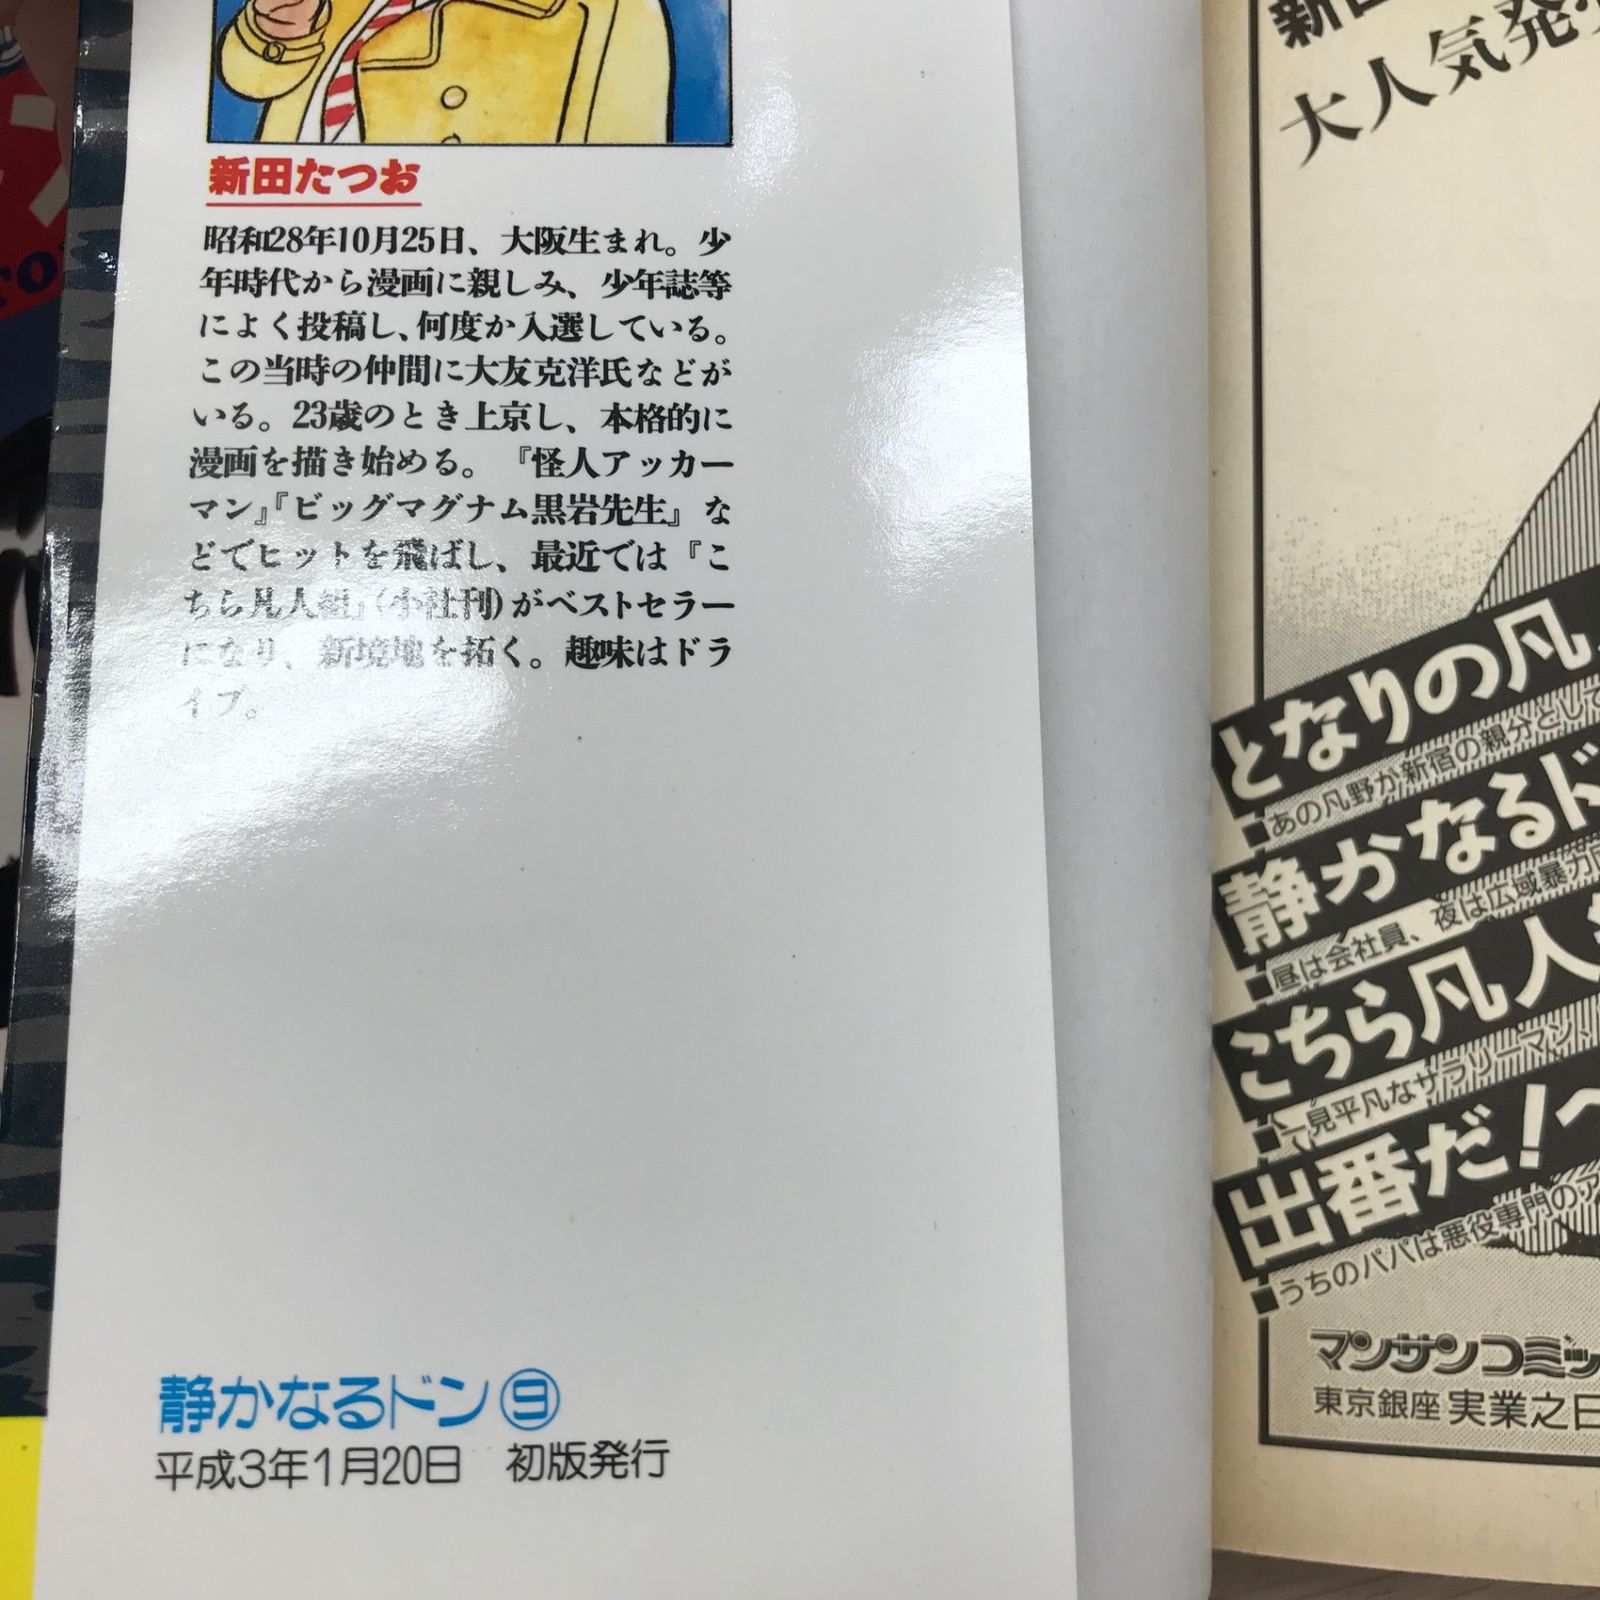 新田たつお
昭和28年10月25日、大阪生まれ。少
年時代から漫画に親しみ、少年誌等
によく投稿し、何度か入選している。
この当時の仲間に大友克洋氏などが
いる。23歳のとき上京し、本格的に
漫画を描き始める。『怪人アッカー
マン』『ビッグマグナム黒岩先生』な
どでヒットを飛ばし、最近では『こ
ちら凡人組』(小社刊)がベストセラー
になり、新境地を拓く。趣味はドラ
イブ。
静かなるドン⑨
平成3年1月20日 初版発行
大人気発
となりの凡
■あの凡野が新宿の親分として
静かなるド
■昼は会社員、夜は広域暴力
こちら凡人
■一見平凡なサラリーマン、
出番だ!
■うちのパパは悪役専門のア
マンサンコミッ
東京銀座 実業之日